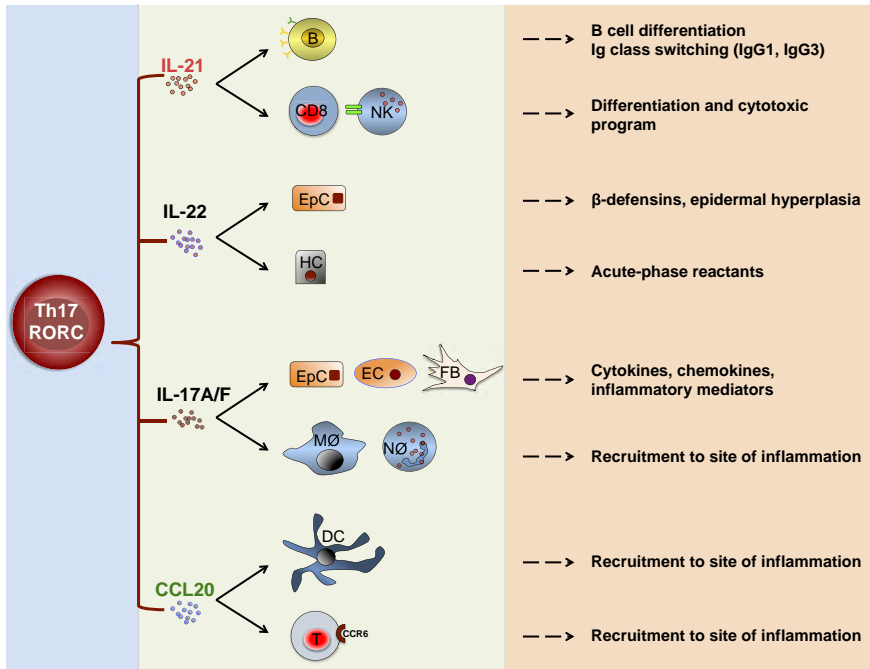 IL-21
B
B cell differentiation
Ig class switching (IgG1, IgG3)
CD8
NK
Differentiation and cytotoxic
program
IL-22
EpC
β-defensins, epidermal hyperplasia
HC
Acute-phase reactants
Th17
RORC
IL-17A/F
EpC
EC
FB
Cytokines, chemokines,
inflammatory mediators
MØ
NØ
Recruitment to site of inflammation
CCL20
DC
Recruitment to site of inflammation
T
CCR6
Recruitment to site of inflammation